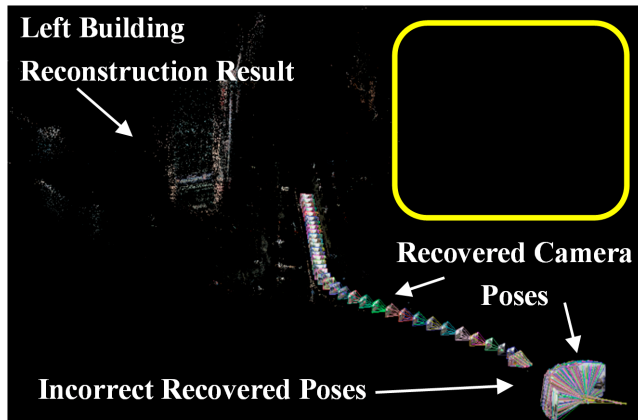 Left Building
Reconstruction Result
Recovered Camera
Poses
Incorrect Recovered Poses